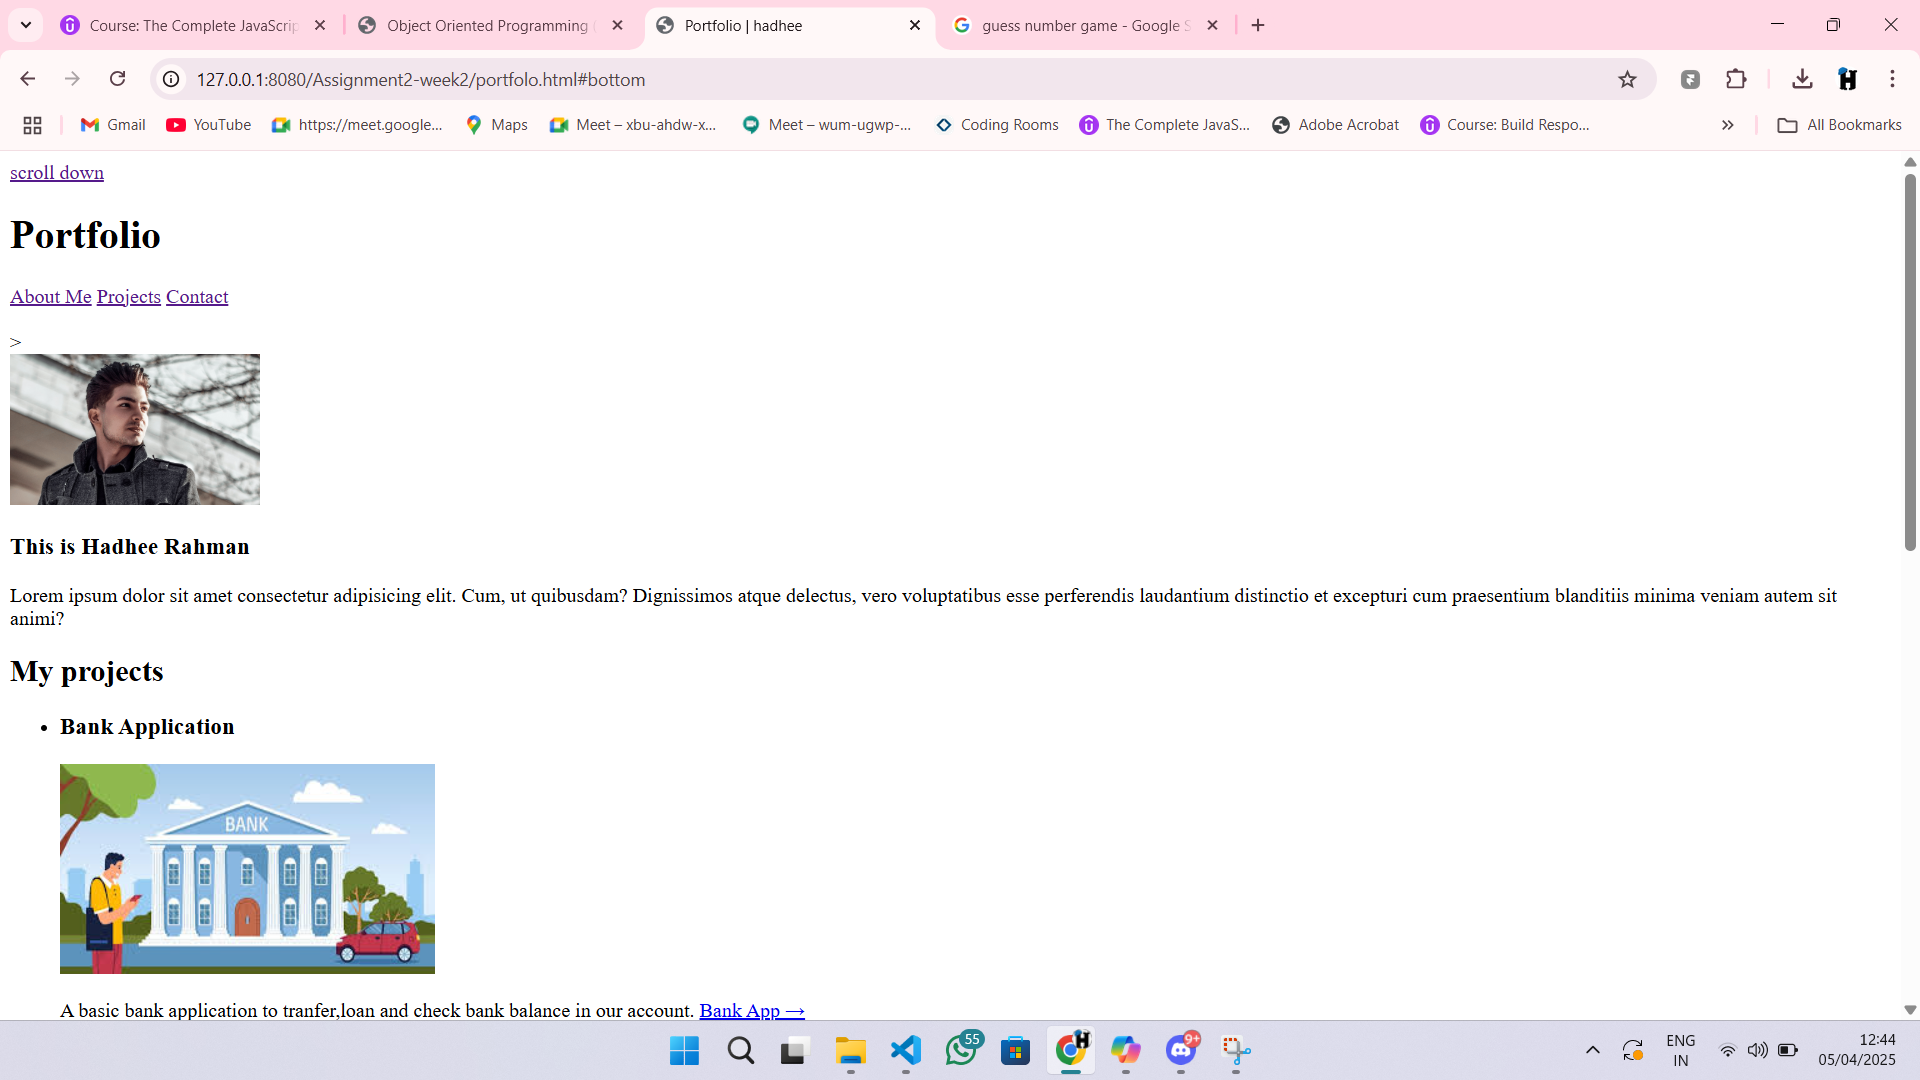 Course: The Complete JavaScrip
Object Oriented Programming (
Portfolio | hadhee
guess number game - Google S
127.0.0.1:8080/Assignment2-week2/portfolo.html#bottom
Gmail
YouTube
https://meet.google...
Maps
Meet – xbu-ahdw-x...
Meet – wum-ugwp-...
Coding Rooms
The Complete JavaS...
Adobe Acrobat
Course: Build Respo...
All Bookmarks
scroll down
Portfolio
About Me Projects Contact
>
This is Hadhee Rahman
Lorem ipsum dolor sit amet consectetur adipisicing elit. Cum, ut quibusdam? Dignissimos atque delectus, vero voluptatibus esse perferendis laudantium distinctio et excepturi cum praesentium blanditiis minima veniam autem sit
animi?
My projects
• Bank Application
BANK
A basic bank application to tranfer,loan and check bank balance in our account. Bank App →
55
9+
ENG
IN
12:44
05/04/2025